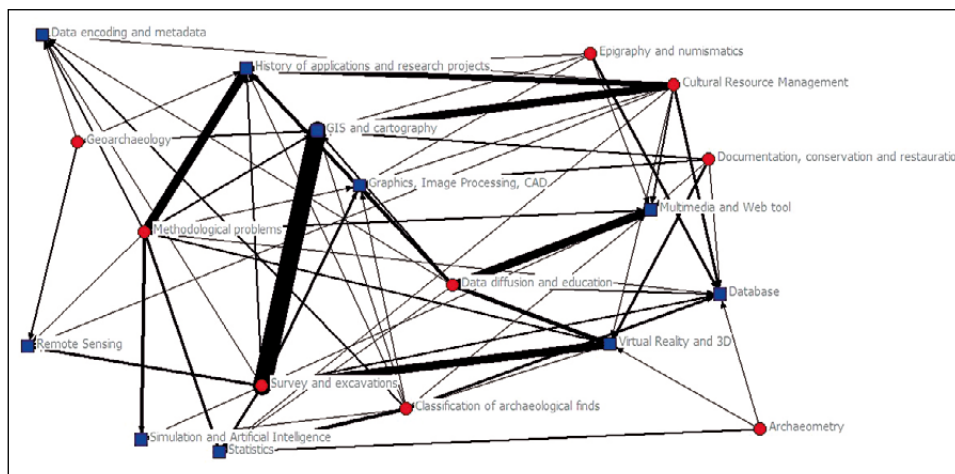 Data encoding and metadata
Epigraphy and numismatics
History of applications and research projects
Cultural Resource Management
GIS and cartography
Geoarchaeology
Documentation, conservation and restauratio
Graphics, Image Processing, CAD
Multimedia and Web tool
Methodological problems
Data diffusion and education
Database
Remote Sensing
Virtual Reality and 3D
Survey and excavations
Classification of archaeological finds
Archaeometry
Simulation and Artificial Intelligence
Statistics